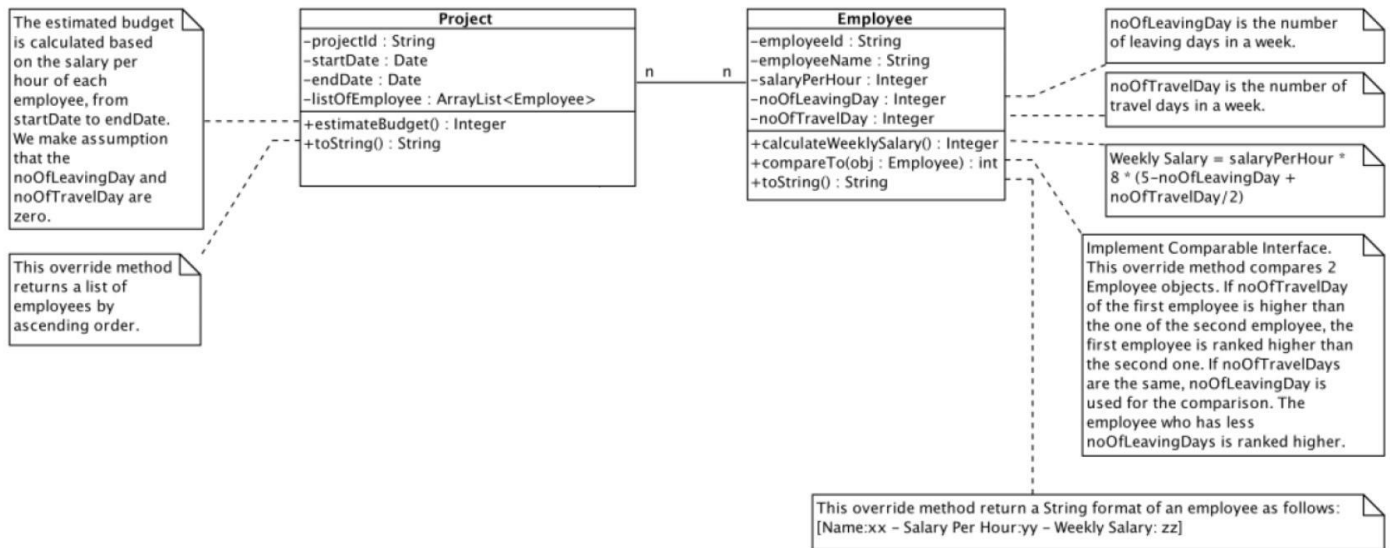 The estimated budget
is calculated based
on the salary per
hour of each
employee, from
startDate to endDate.
We make assumption
that the
noOfLeavingDay and
noOfTravelDay are
zero.
This override method
returns a list of
employees by
ascending order.
Project
-projectId : String
-startDate : Date
-endDate : Date
-listOfEmployee : ArrayList<Employee>
+estimateBudget() : Integer
+toString() : String
n
n
Employee
-employeeId : String
-employeeName : String
-salaryPerHour : Integer
-noOfLeavingDay : Integer
-noOfTravelDay : Integer
+calculateWeeklySalary() : Integer
+compareTo(obj : Employee) : int
+toString() : String
noOfLeavingDay is the number
of leaving days in a week.
noOfTravelDay is the number of
travel days in a week.
Weekly Salary = salaryPerHour *
8 * (5-noOfLeavingDay +
noOfTravelDay/2)
Implement Comparable Interface.
This override method compares 2
Employee objects. If noOfTravelDay
of the first employee is higher than
the one of the second employee, the
first employee is ranked higher than
the second one. If noOfTravelDays
are the same, noOfLeavingDay is
used for the comparison. The
employee who has less
noOfLeavingDays is ranked higher.
This override method return a String format of an employee as follows:
[Name:xx – Salary Per Hour:yy – Weekly Salary: zz]